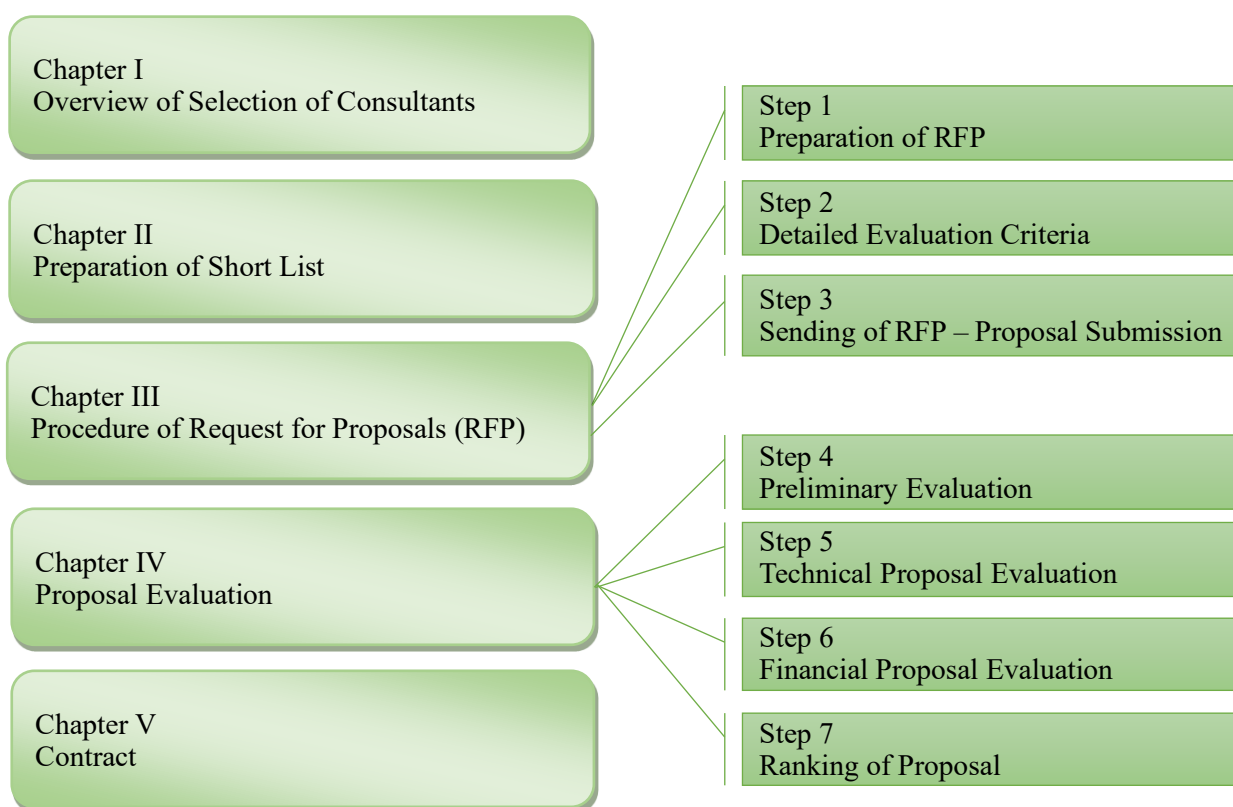 Chapter I
Overview of Selection of Consultants
Chapter II
Preparation of Short List
Chapter III
Procedure of Request for Proposals (RFP)
Chapter IV
Proposal Evaluation
Chapter V
Contract
Step 1
Preparation of RFP
Step 2
Detailed Evaluation Criteria
Step 3
Sending of RFP – Proposal Submission
Step 4
Preliminary Evaluation
Step 5
Technical Proposal Evaluation
Step 6
Financial Proposal Evaluation
Step 7
Ranking of Proposal